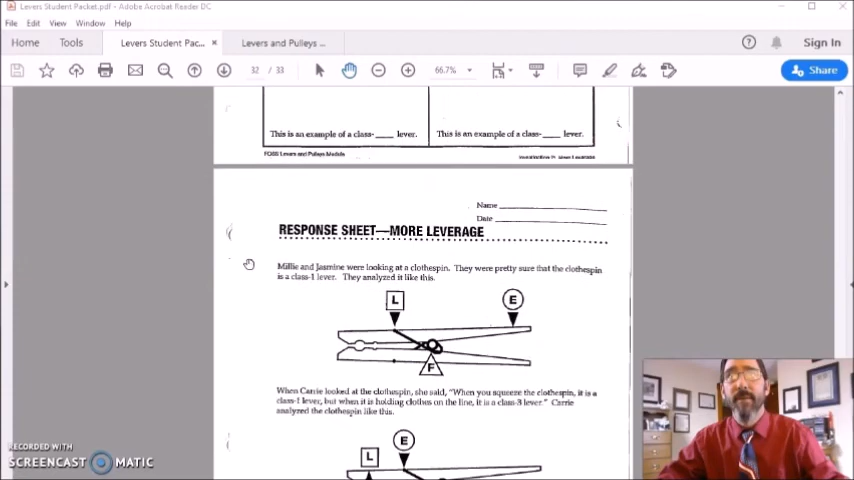 Levers Student Packet.pdf - Adobe Acrobat Reader DC
File Edit View Window Help
Home Tools Levers Student Pac... × Levers and Pulleys ... Sign In
32 / 33 66.7% Share
This is an example of a class-____ lever. This is an example of a class-____ lever.
FOSS Levers and Pulleys Module
Name
Date
RESPONSE SHEET—MORE LEVERAGE
Millie and Jasmine were looking at a clothespin. They were pretty sure that the clothespin
is a class-1 lever. They analyzed it like this.
L E
F
When Carrie looked at the clothespin, she said, "When you squeeze the clothespin, it is a
class-1 lever, but when it is holding clothes on the line, it is a class-3 lever." Carrie
analyzed the clothespin like this.
E
L
RECORDED WITH
SCREENCAST MATIC